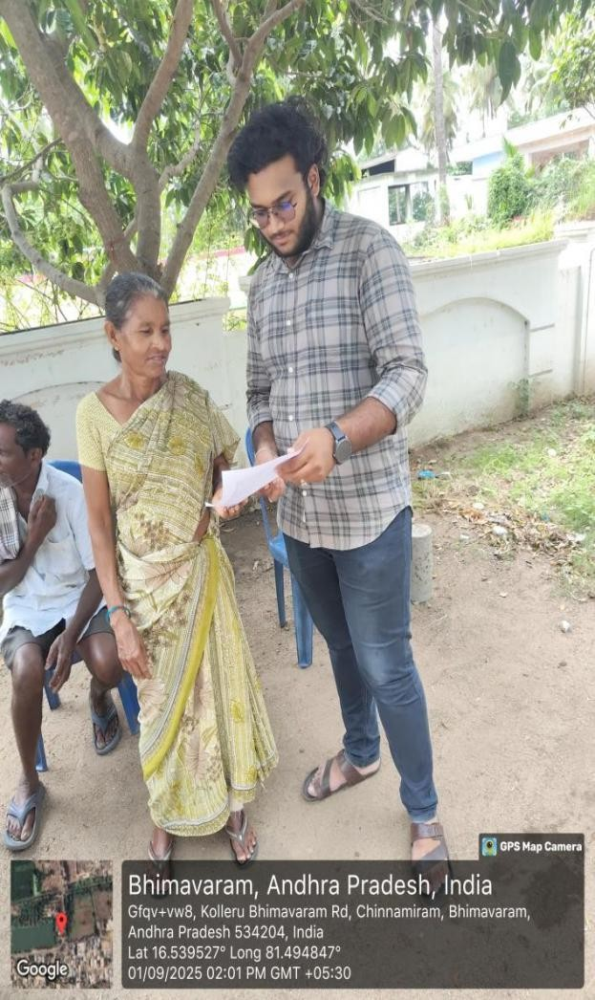 GPS Map Camera
Bhimavaram, Andhra Pradesh, India
Gfqv+vw8, Kolleru Bhimavaram Rd, Chinnamiram, Bhimavaram,
Andhra Pradesh 534204, India
Lat 16.539527° Long 81.494847°
01/09/2025 02:01 PM GMT +05:30
Google